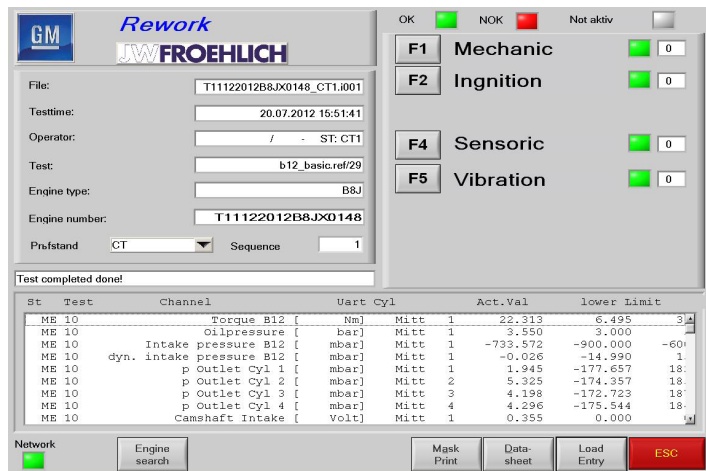 GM
Rework
JWFROEHLICH
OK NOK Not aktiv
F1 Mechanic 0
F2 Ingnition 0
F4 Sensoric 0
F5 Vibration 0
File: T11122012B8JX0148_CT1.i001
Testtime: 20.07.2012 15:51:41
Operator: / - ST: CT1
Test: b12_basic.ref/29
Engine type: B8J
Engine number: T11122012B8JX0148
Prьfstand CT Sequence 1
Test completed done!
St Test Channel Uart Cyl Act.Val lower Limit
ME 10 Torque B12 [ Nm] Mitt 1 22.313 6.495 3
ME 10 Oilpressure [ bar] Mitt 1 3.550 3.000
ME 10 Intake pressure B12 [ mbar] Mitt 1 -733.572 -900.000 -60
ME 10 dyn. intake pressure B12 [ mbar] Mitt 1 -0.026 -14.990 1
ME 10 p Outlet Cyl 1 [ mbar] Mitt 1 1.945 -177.657 18
ME 10 p Outlet Cyl 2 [ mbar] Mitt 2 5.325 -174.357 18
ME 10 p Outlet Cyl 3 [ mbar] Mitt 3 4.198 -172.723 18
ME 10 p Outlet Cyl 4 [ mbar] Mitt 4 4.296 -175.544 18
ME 10 Camshaft Intake [ Volt] Mitt 1 0.355 0.000
Network
Engine search
Mask Print
Data-sheet
Load Entry
ESC